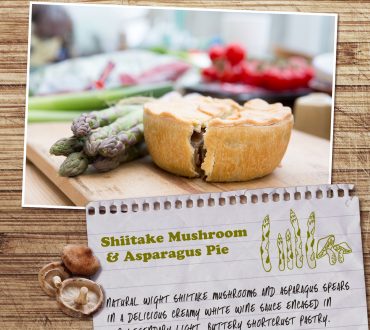 Shiitake Mushroom
& Asparagus Pie
NATURAL WIGHT SHIITAKE MUSHROOMS AND ASPARAGUS SPEARS
IN A DELICIOUS CREAMY WHITE WINE SAUCE ENCASED IN
LEGENDARY LIGHT, BUTTERY SHORTCRUST PASTRY.